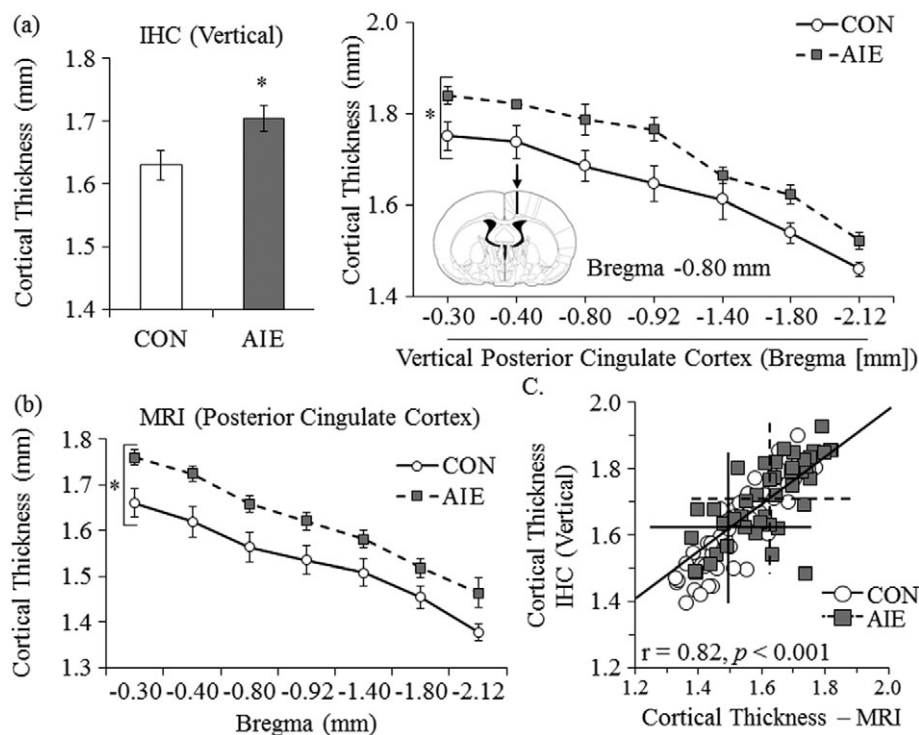 (a) IHC (Vertical)
Cortical Thickness (mm)
1.8
1.7
1.6
1.5
1.4
*
CON AIE
Cortical Thickness (mm)
2.0
1.8
1.6
1.4
*
CON
AIE
Bregma -0.80 mm
-0.30 -0.40 -0.80 -0.92 -1.40 -1.80 -2.12
Vertical Posterior Cingulate Cortex (Bregma [mm])
(b) MRI (Posterior Cingulate Cortex)
Cortical Thickness (mm)
1.8
1.7
1.6
1.5
1.4
1.3
*
CON
AIE
-0.30 -0.40 -0.80 -0.92 -1.40 -1.80 -2.12
Bregma (mm)
C.
Cortical Thickness
IHC (Vertical)
2.0
1.8
1.6
1.4
1.2
CON
AIE
r = 0.82, p < 0.001
1.2 1.4 1.6 1.8 2.0
Cortical Thickness – MRI